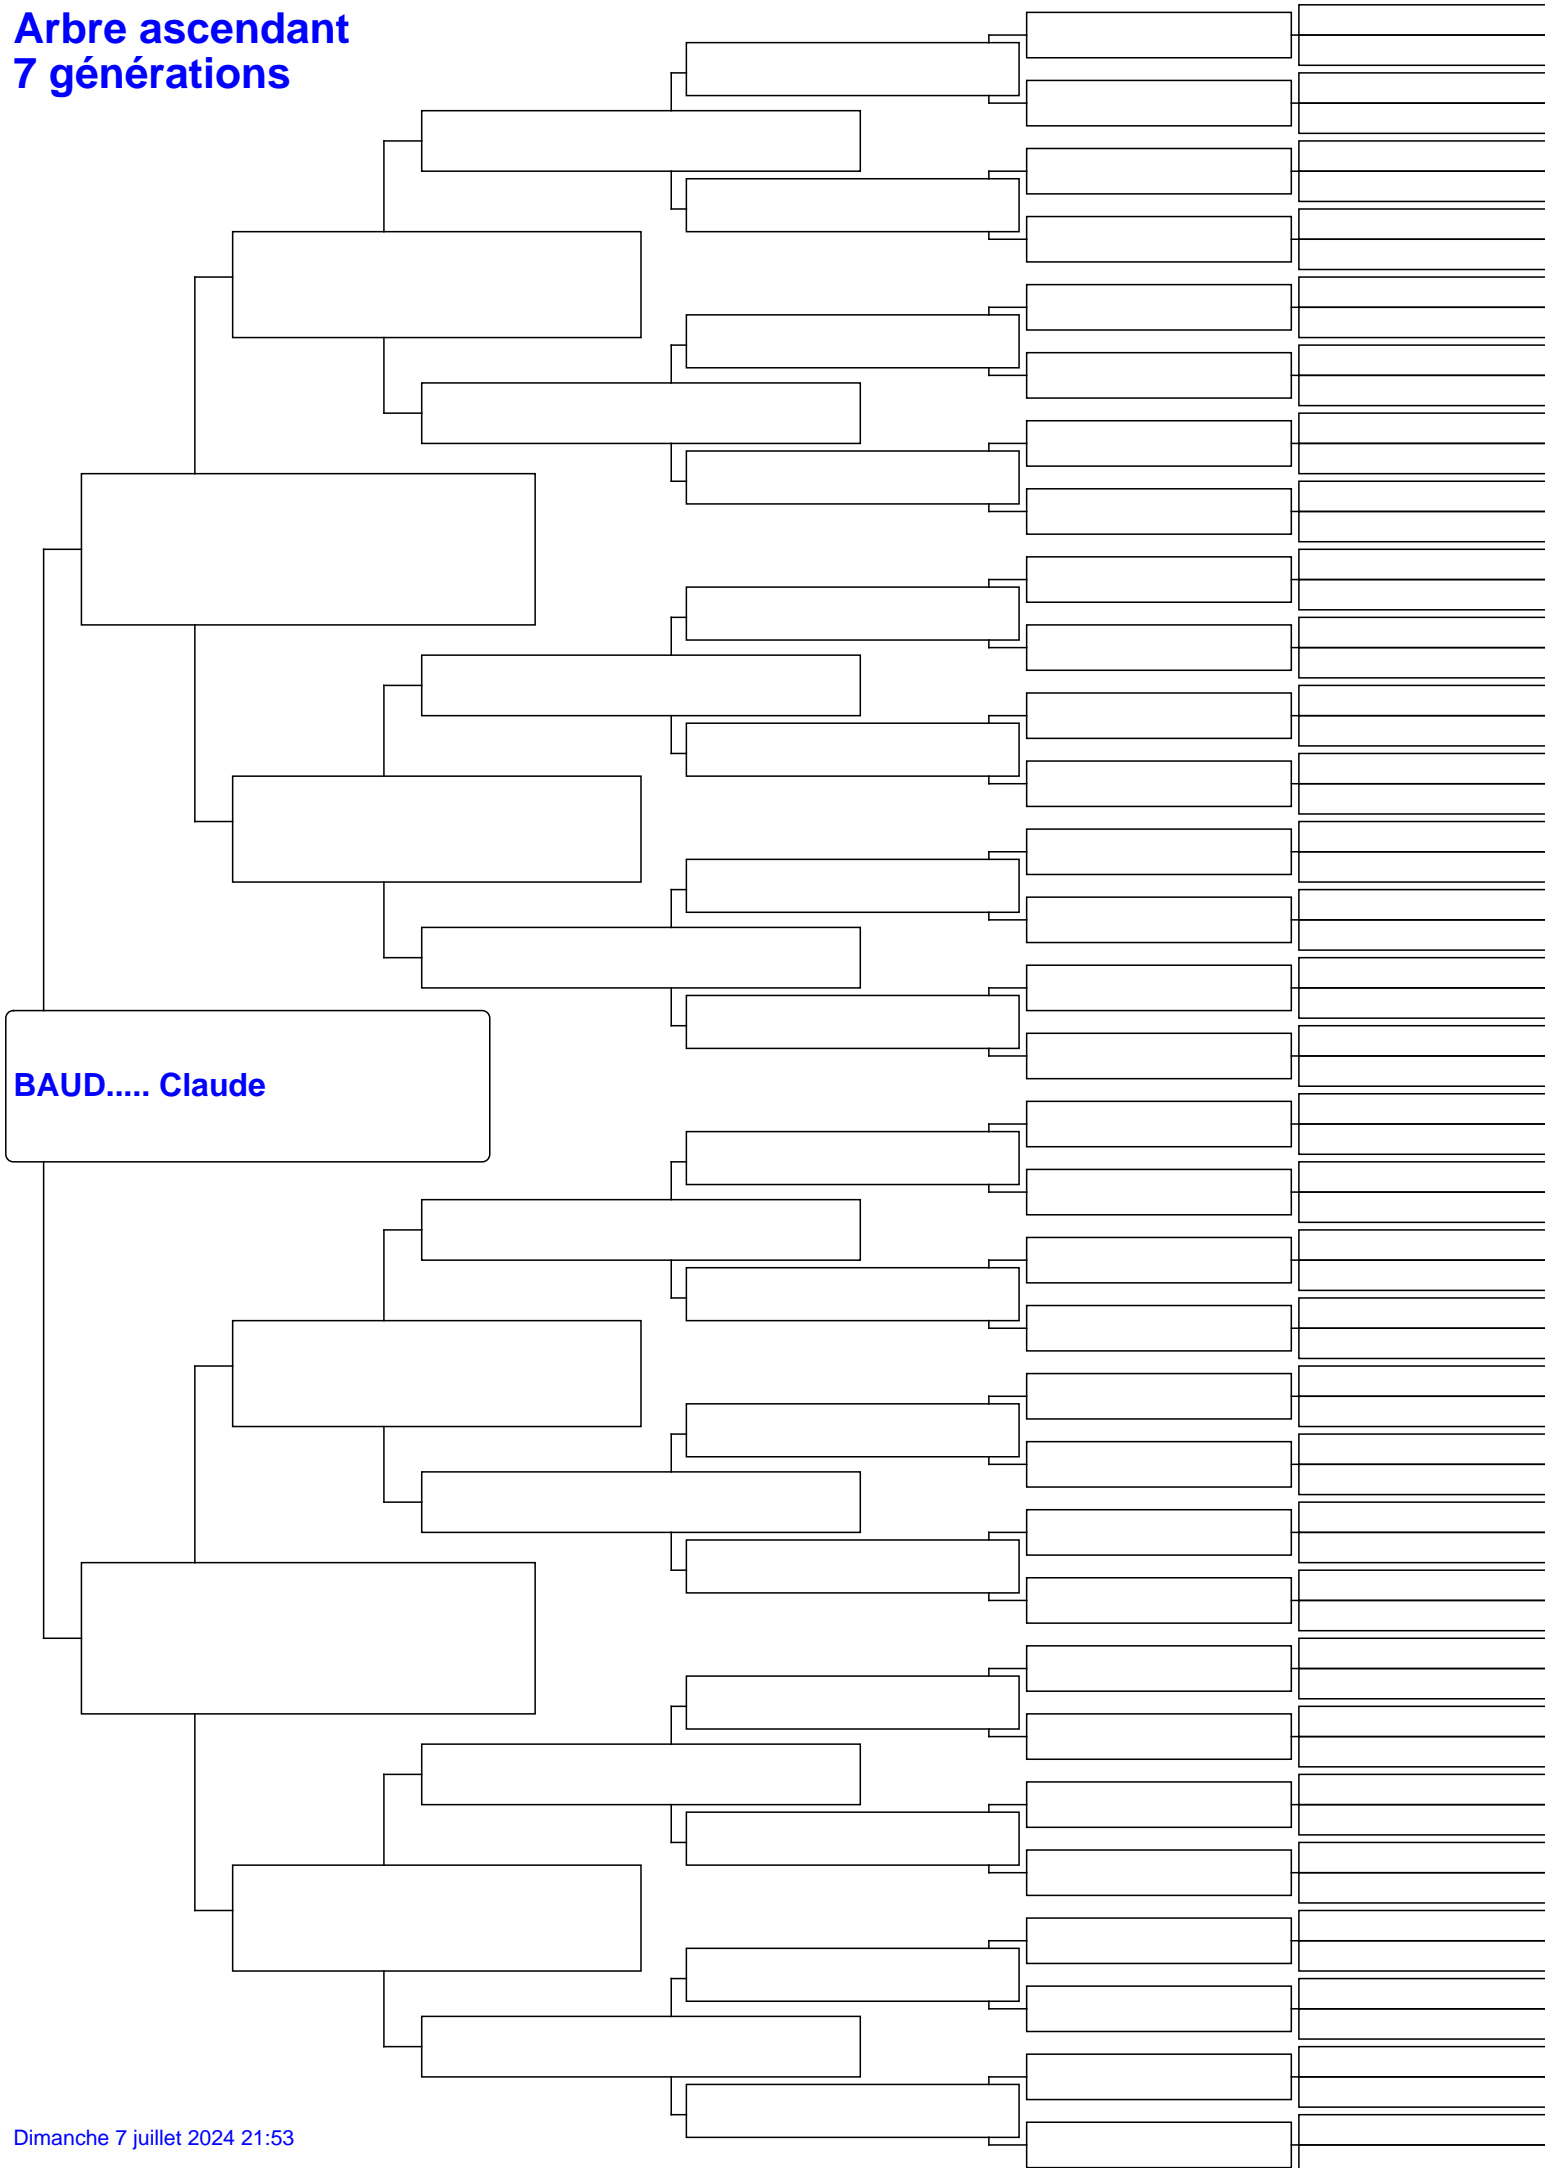 Arbre ascendant
7 générations
BAUD..... Claude
Dimanche 7 juillet 2024 21:53